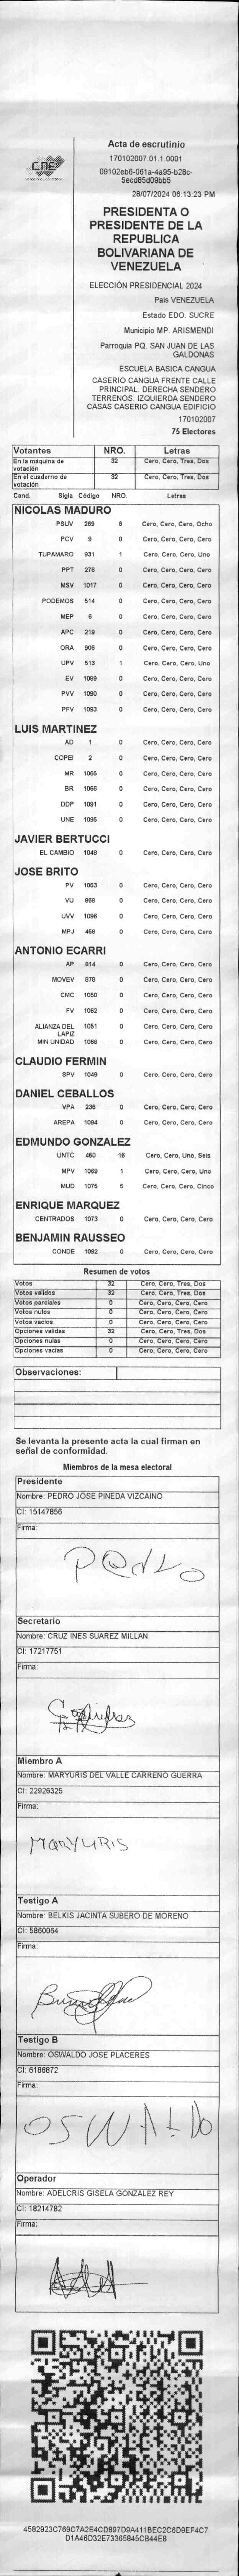 CNE
Acta de escrutinio
170102007.01.1.0001
09102eb6-061a-4a95-b28c-
5ecd85d09bb5
28/07/2024 06:13:23 PM
PRESIDENTA O
PRESIDENTE DE LA
REPUBLICA
BOLIVARIANA DE
VENEZUELA
ELECCIÓN PRESIDENCIAL 2024
País VENEZUELA
Estado EDO. SUCRE
Municipio MP. ARISMENDI
Parroquia PQ. SAN JUAN DE LAS
GALDONAS
ESCUELA BASICA CANGUA
CASERIO CANGUA FRENTE CALLE
PRINCIPAL. DERECHA SENDERO
TERRENOS. IZQUIERDA SENDERO
CASAS CASERIO CANGUA EDIFICIO
170102007
75 Electores
Votantes NRO. Letras
En la máquina de votación 32 Cero, Cero, Tres, Dos
En el cuaderno de votación 32 Cero, Cero, Tres, Dos
Cand. Sigla Código NRO. Letras
NICOLAS MADURO
PSUV 269 8 Cero, Cero, Cero, Ocho
PCV 9 0 Cero, Cero, Cero, Cero
TUPAMARO 931 1 Cero, Cero, Cero, Uno
PPT 276 0 Cero, Cero, Cero, Cero
MSV 1017 0 Cero, Cero, Cero, Cero
PODEMOS 514 0 Cero, Cero, Cero, Cero
MEP 6 0 Cero, Cero, Cero, Cero
APC 219 0 Cero, Cero, Cero, Cero
ORA 906 0 Cero, Cero, Cero, Cero
UPV 513 1 Cero, Cero, Cero, Uno
EV 1089 0 Cero, Cero, Cero, Cero
PVV 1090 0 Cero, Cero, Cero, Cero
PFV 1093 0 Cero, Cero, Cero, Cero
LUIS MARTINEZ
AD 1 0 Cero, Cero, Cero, Cero
COPEI 2 0 Cero, Cero, Cero, Cero
MR 1065 0 Cero, Cero, Cero, Cero
BR 1066 0 Cero, Cero, Cero, Cero
DDP 1091 0 Cero, Cero, Cero, Cero
UNE 1095 0 Cero, Cero, Cero, Cero
JAVIER BERTUCCI
EL CAMBIO 1048 0 Cero, Cero, Cero, Cero
JOSE BRITO
PV 1053 0 Cero, Cero, Cero, Cero
VU 968 0 Cero, Cero, Cero, Cero
UVV 1096 0 Cero, Cero, Cero, Cero
MPJ 458 0 Cero, Cero, Cero, Cero
ANTONIO ECARRI
AP 814 0 Cero, Cero, Cero, Cero
MOVEV 878 0 Cero, Cero, Cero, Cero
CMC 1050 0 Cero, Cero, Cero, Cero
FV 1062 0 Cero, Cero, Cero, Cero
ALIANZA DEL LAPIZ 1051 0 Cero, Cero, Cero, Cero
MIN UNIDAD 1058 0 Cero, Cero, Cero, Cero
CLAUDIO FERMIN
SPV 1049 0 Cero, Cero, Cero, Cero
DANIEL CEBALLOS
VPA 236 0 Cero, Cero, Cero, Cero
AREPA 1094 0 Cero, Cero, Cero, Cero
EDMUNDO GONZALEZ
UNTC 460 16 Cero, Cero, Uno, Seis
MPV 1069 1 Cero, Cero, Cero, Uno
MUD 1075 5 Cero, Cero, Cero, Cinco
ENRIQUE MARQUEZ
CENTRADOS 1073 0 Cero, Cero, Cero, Cero
BENJAMIN RAUSSEO
CONDE 1092 0 Cero, Cero, Cero, Cero
Resumen de votos
Votos 32 Cero, Cero, Tres, Dos
Votos validos 32 Cero, Cero, Tres, Dos
Votos parciales 0 Cero, Cero, Cero, Cero
Votos nulos 0 Cero, Cero, Cero, Cero
Votos vacios 0 Cero, Cero, Cero, Cero
Opciones validas 32 Cero, Cero, Tres, Dos
Opciones nulas 0 Cero, Cero, Cero, Cero
Opciones vacias 0 Cero, Cero, Cero, Cero
Observaciones:
Se levanta la presente acta la cual firman en
señal de conformidad.
Miembros de la mesa electoral
Presidente
Nombre: PEDRO JOSE PINEDA VIZCAINO
CI: 15147856
Firma:
Secretario
Nombre: CRUZ INES SUAREZ MILLAN
CI: 17217751
Firma:
Miembro A
Nombre: MARYURIS DEL VALLE CARREÑO GUERRA
CI: 22926325
Firma:
MARYURIS
Testigo A
Nombre: BELKIS JACINTA SUBERO DE MORENO
CI: 5860064
Firma:
Testigo B
Nombre: OSWALDO JOSE PLACERES
CI: 6186872
Firma:
OSWALDO
Operador
Nombre: ADELCRIS GISELA GONZALEZ REY
CI: 18214782
Firma:
4582923C769C7A2E4CD897D9A411BEC2C6D9EF4C7
D1A46D32E73365845CB44E8